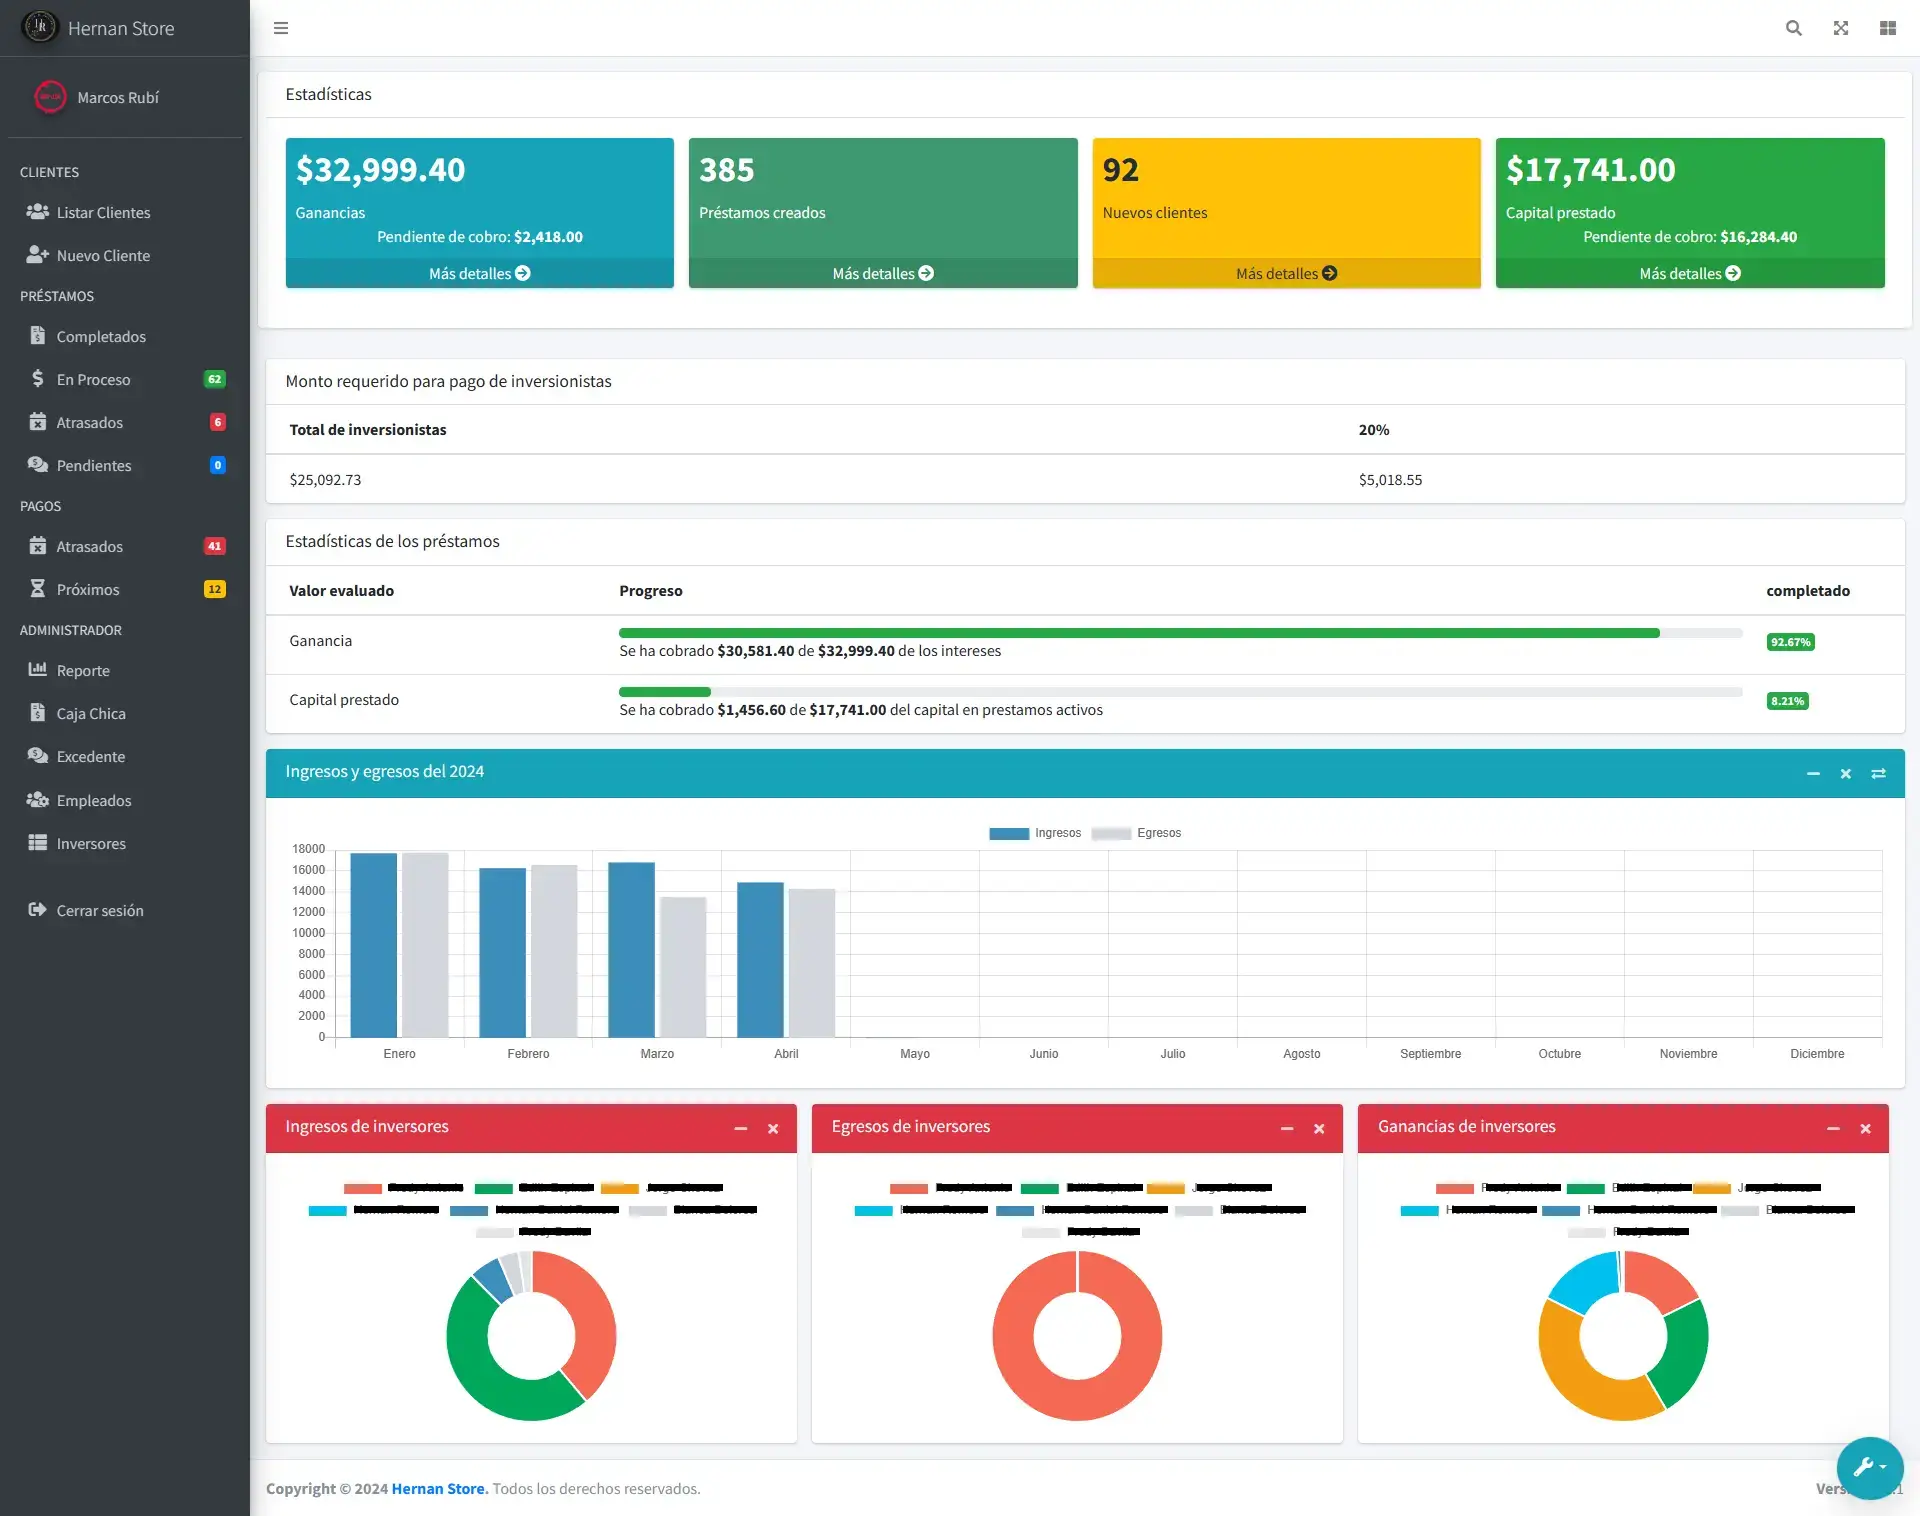 Hernan Store
Marcos Rubí
CLIENTES
Listar Clientes
Nuevo Cliente
PRÉSTAMOS
Completados
En Proceso 62
Atrasados 6
Pendientes 0
PAGOS
Atrasados 41
Próximos 12
ADMINISTRADOR
Reporte
Caja Chica
Excedente
Empleados
Inversores
Cerrar sesión
Estadísticas
$32,999.40
Ganancias
Pendiente de cobro: $2,418.00
Más detalles
385
Préstamos creados
Más detalles
92
Nuevos clientes
Más detalles
$17,741.00
Capital prestado
Pendiente de cobro: $16,284.40
Más detalles
Monto requerido para pago de inversionistas
Total de inversionistas 20%
$25,092.73 $5,018.55
Estadísticas de los préstamos
Valor evaluado Progreso completado
Ganancia
Se ha cobrado $30,581.40 de $32,999.40 de los intereses
92.67%
Capital prestado
Se ha cobrado $1,456.60 de $17,741.00 del capital en prestamos activos
8.21%
Ingresos y egresos del 2024
Ingresos Egresos
18000
16000
14000
12000
10000
8000
6000
4000
2000
0
Enero Febrero Marzo Abril Mayo Junio Julio Agosto Septiembre Octubre Noviembre Diciembre
Ingresos de inversores
Egresos de inversores
Ganancias de inversores
Copyright © 2024 Hernan Store. Todos los derechos reservados.